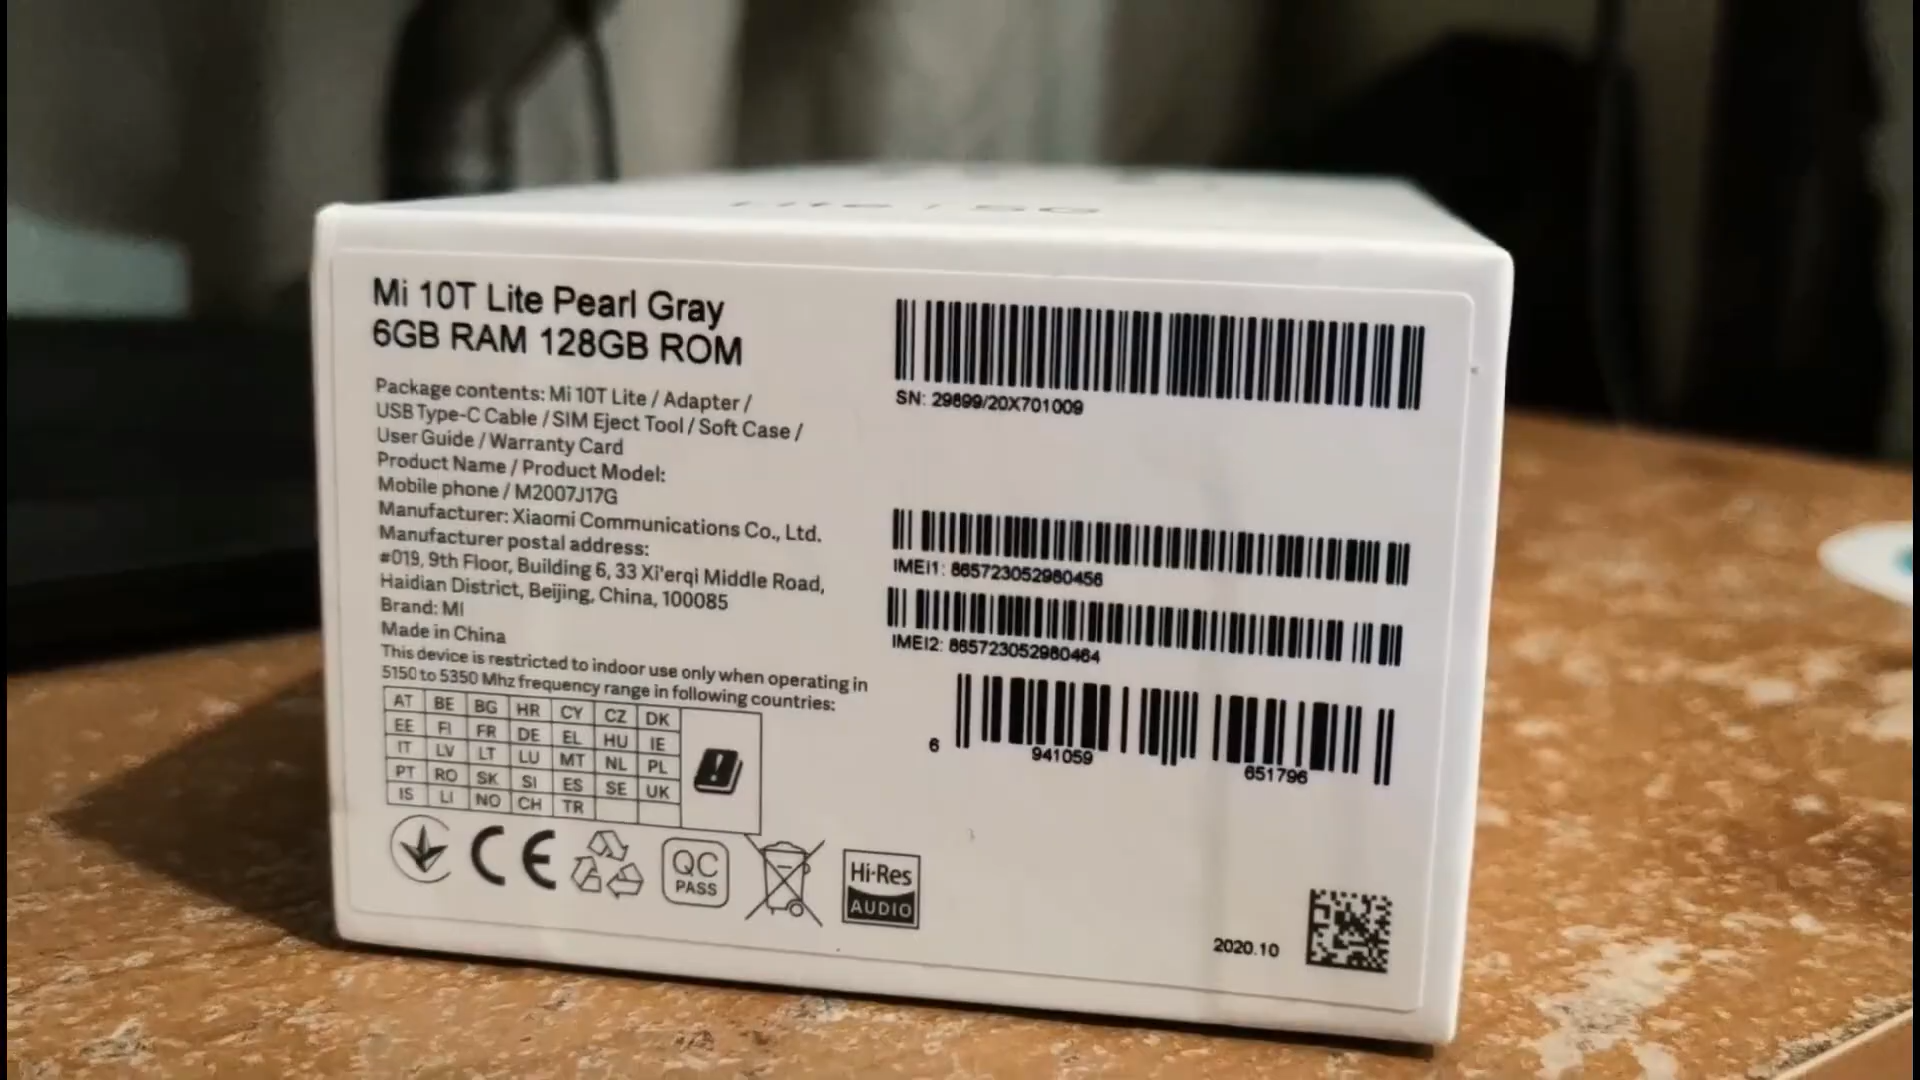 Lite / 5G
Mi 10T Lite Pearl Gray
6GB RAM 128GB ROM
Package contents: Mi 10T Lite / Adapter /
USB Type-C Cable / SIM Eject Tool / Soft Case /
User Guide / Warranty Card
Product Name / Product Model:
Mobile phone / M2007J17G
Manufacturer: Xiaomi Communications Co., Ltd.
Manufacturer postal address:
#019, 9th Floor, Building 6, 33 Xi'erqi Middle Road,
Haidian District, Beijing, China, 100085
Brand: MI
Made in China
This device is restricted to indoor use only when operating in
5150 to 5350 Mhz frequency range in following countries:
AT BE BG HR CY CZ DK
EE FI FR DE EL HU IE
IT LV LT LU MT NL PL
PT RO SK SI ES SE UK
IS LI NO CH TR
CE
QC
PASS
Hi-Res
AUDIO
SN: 29899/20X701009
IMEI1: 865723052980456
IMEI2: 865723052980464
6 941059 651796
2020.10